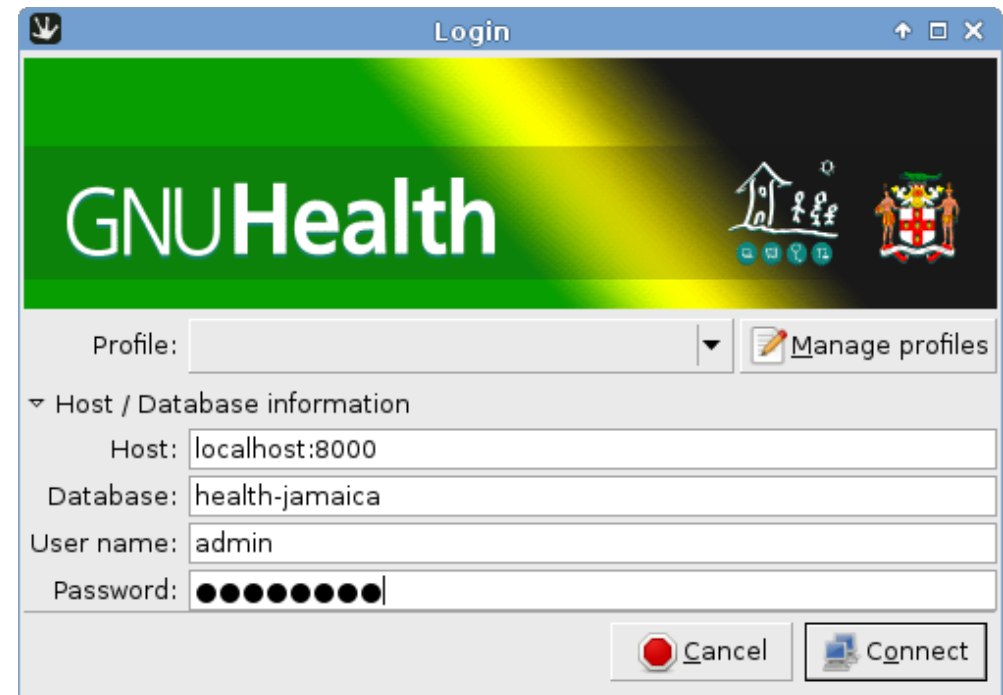 Login
GNUHealth
Profile: Manage profiles
Host / Database information
Host: localhost:8000
Database: health-jamaica
User name: admin
Password: ●●●●●●●●
Cancel Connect